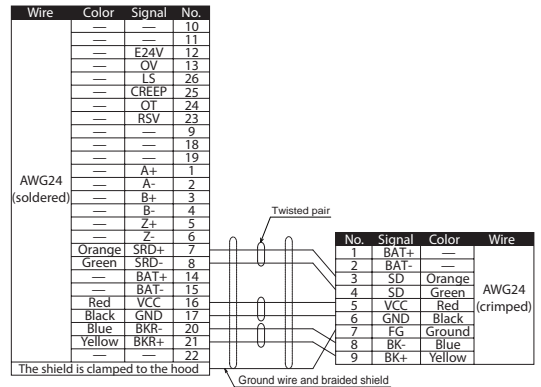 Wire Color Signal No.
— — 10
— — 11
— E24V 12
— OV 13
— LS 26
— CREEP 25
— OT 24
— RSV 23
— — 9
— — 18
— — 19
— A+ 1
AWG24
(soldered)
— A- 2
— B+ 3
— B- 4
— Z+ 5
— Z- 6
Orange SRD+ 7
Green SRD- 8
— BAT+ 14
— BAT- 15
Red VCC 16
Black GND 17
Blue BKR- 20
Yellow BKR+ 21
— — 22
The shield is clamped to the hood
Twisted pair
No. Signal Color Wire
1 BAT+ —
2 BAT- —
3 SD Orange
4 SD Green
5 VCC Red
6 GND Black
7 FG Ground
8 BK- Blue
9 BK+ Yellow
AWG24
(crimped)
Ground wire and braided shield